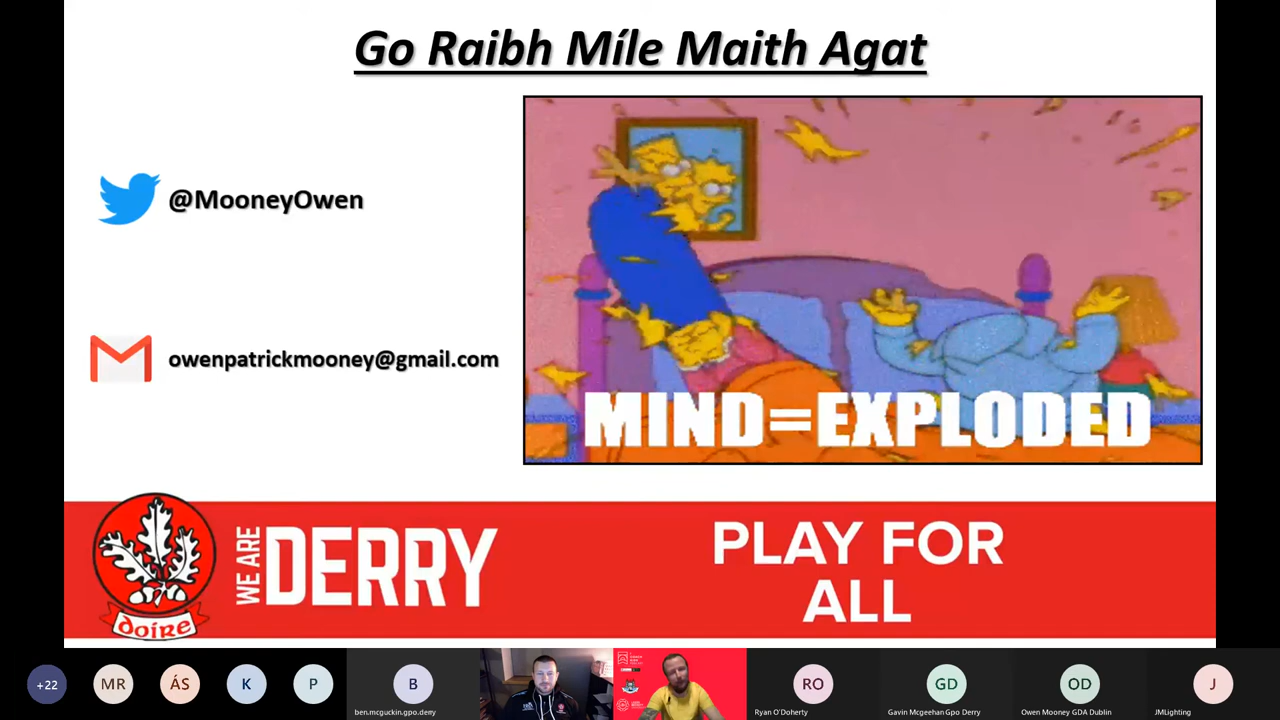 Go Raibh Míle Maith Agat
@MooneyOwen
owenpatrickmooney@gmail.com
MIND=EXPLODED
WE ARE
DERRY
doire
PLAY FOR
ALL
+22
MR
ÁS
K
P
B
RO
GD
OD
J
ben.mcguckin.gpo.derry
Ryan O'Doherty
Gavin Mcgeehan Gpo Derry
Owen Mooney GDA Dublin
JMLighting